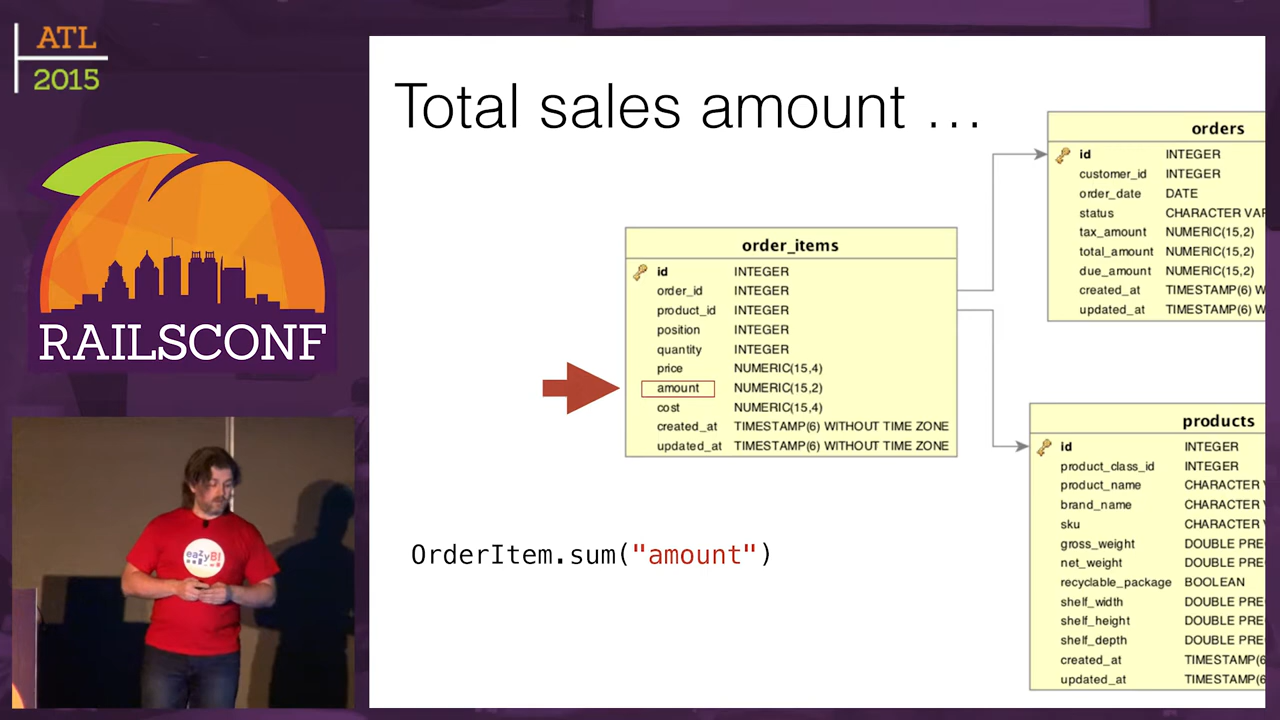 ATL
2015
RAILSCONF
eazyBI
Total sales amount ...
orders
id INTEGER
customer_id INTEGER
order_date DATE
status CHARACTER VAR
tax_amount NUMERIC(15,2)
total_amount NUMERIC(15,2)
due_amount NUMERIC(15,2)
created_at TIMESTAMP(6) W
updated_at TIMESTAMP(6) W
order_items
id INTEGER
order_id INTEGER
product_id INTEGER
position INTEGER
quantity INTEGER
price NUMERIC(15,4)
amount NUMERIC(15,2)
cost NUMERIC(15,4)
created_at TIMESTAMP(6) WITHOUT TIME ZONE
updated_at TIMESTAMP(6) WITHOUT TIME ZONE
products
id INTEGER
product_class_id INTEGER
product_name CHARACTER V
brand_name CHARACTER V
sku CHARACTER V
gross_weight DOUBLE PRE
net_weight DOUBLE PRE
recyclable_package BOOLEAN
shelf_width DOUBLE PRE
shelf_height DOUBLE PRE
shelf_depth DOUBLE PRE
created_at TIMESTAMP(6
updated_at TIMESTAMP(6
OrderItem.sum("amount")